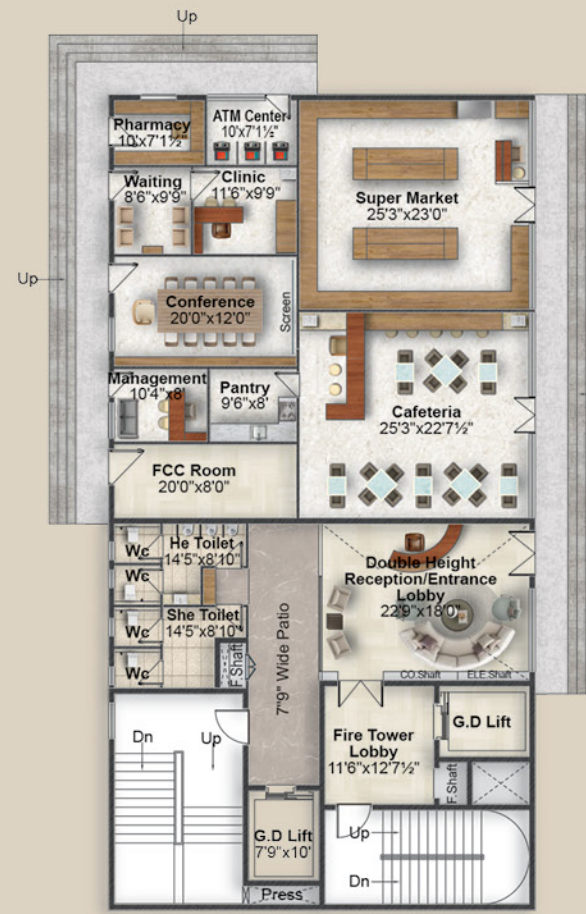 Up
Pharmacy
10'x7'1½"
ATM Center
10'x7'1½"
Waiting
8'6"x9'9"
Clinic
11'6"x9'9"
Super Market
25'3"x23'0"
Up
Conference
20'0"x12'0"
Screen
Management
10'4"x8'
Pantry
9'6"x8'
Cafeteria
25'3"x22'7½"
FCC Room
20'0"x8'0"
Wc
He Toilet
14'5"x8'10"
Wc
Wc
She Toilet
14'5"x8'10"
Wc
F.Shaft
7'9" Wide Patio
Double Height
Reception/Entrance
Lobby
22'9"x18'0"
CO.Shaft
ELE.Shaft
Dn
Up
Fire Tower
Lobby
11'6"x12'7½"
G.D Lift
F.Shaft
G.D Lift
7'9"x10'
Up
Dn
Press